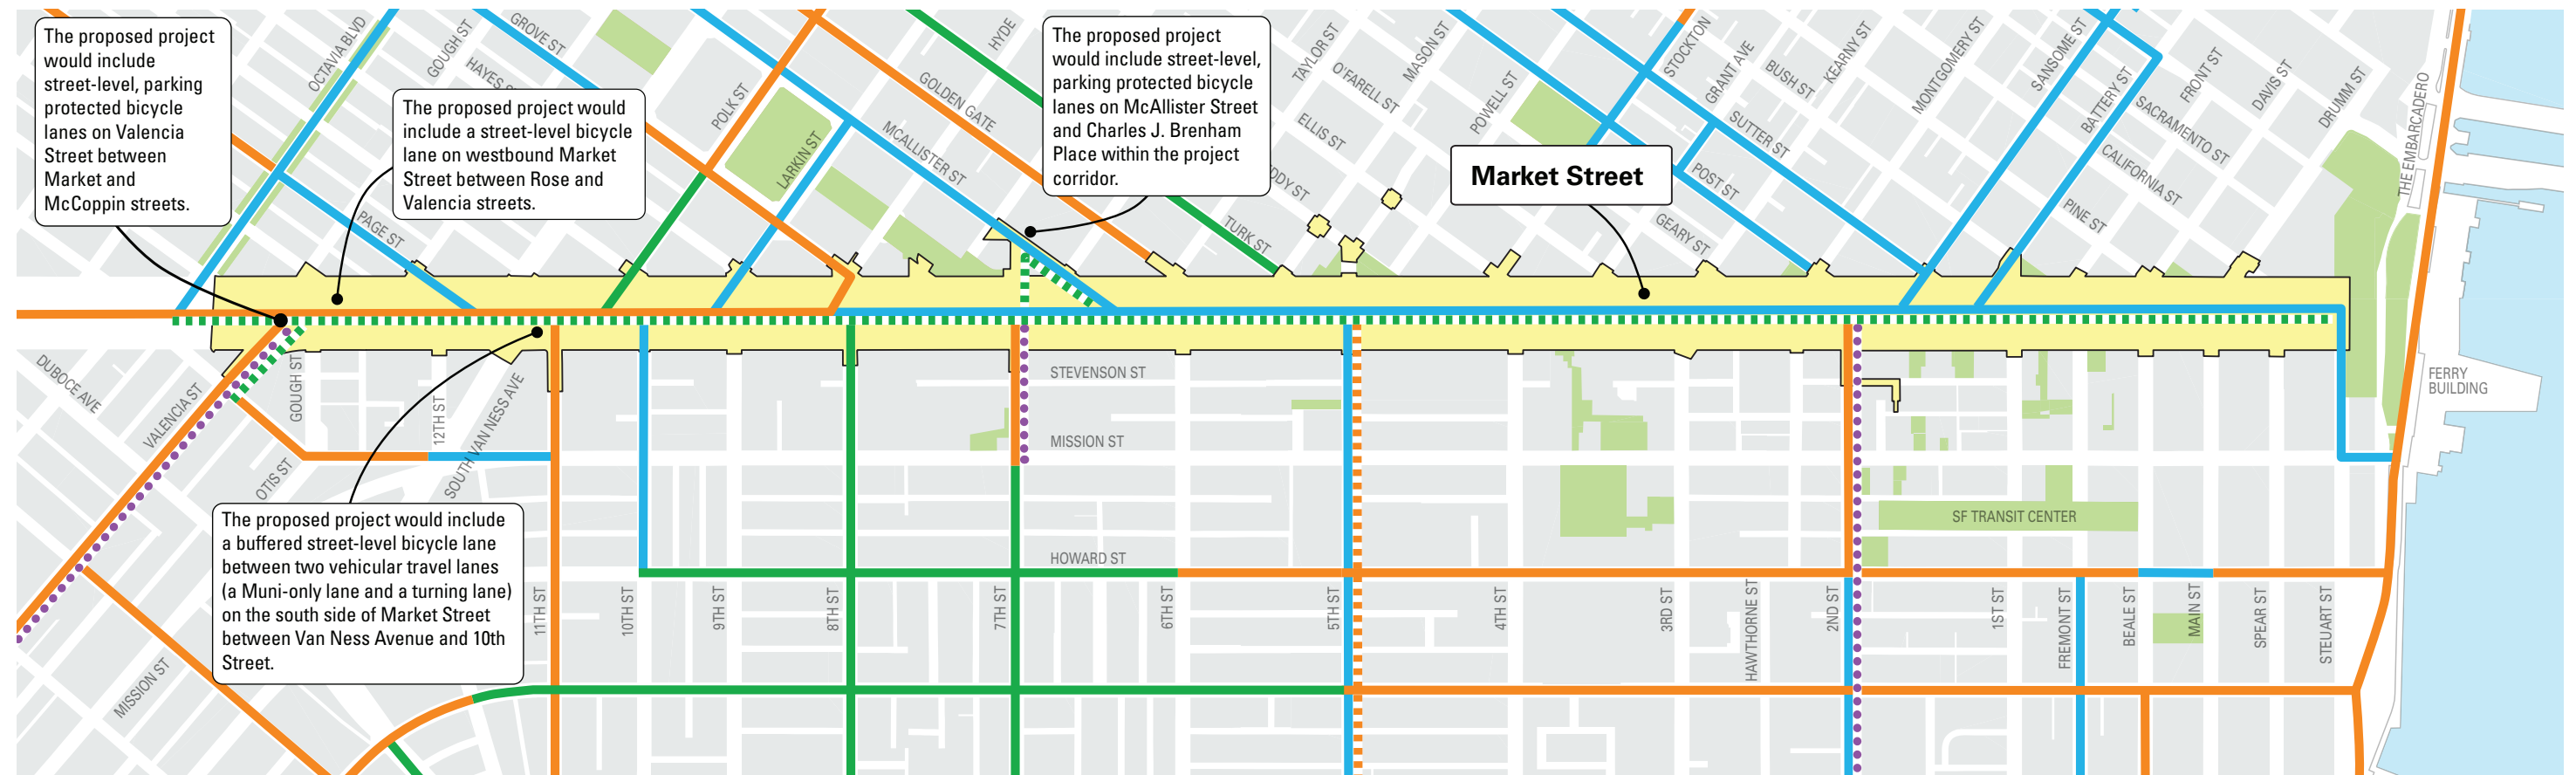 The proposed project
would include
street-level, parking
protected bicycle
lanes on Valencia
Street between
Market and
McCoppin streets.
The proposed project would
include a street-level bicycle
lane on westbound Market
Street between Rose and
Valencia streets.
The proposed project
would include street-level,
parking protected bicycle
lanes on McAllister Street
and Charles J. Brenham
Place within the project
corridor.
Market Street
The proposed project would include
a buffered street-level bicycle lane
between two vehicular travel lanes
(a Muni-only lane and a turning lane)
on the south side of Market Street
between Van Ness Avenue and 10th
Street.
OCTAVIA BLVD
GOUGH ST
GROVE ST
HAYES S
PAGE ST
POLK ST
LARKIN ST
HYDE
GOLDEN GATE
MCALLISTER ST
TURK ST
DDY ST
ELLIS ST
O'FARELL ST
TAYLOR ST
MASON ST
POWELL ST
STOCKTON
GRANT AVE
BUSH ST
KEARNY ST
SUTTER ST
POST ST
GEARY ST
MONTGOMERY ST
SANSOME ST
BATTERY ST
SACRAMENTO ST
CALIFORNIA ST
PINE ST
FRONT ST
DAVIS ST
DRUMM ST
THE EMBARCADERO
FERRY
BUILDING
DUBOCE AVE
VALENCIA ST
GOUGH ST
12TH ST
SOUTH VAN NESS AVE
OTIS ST
MISSION ST
STEVENSON ST
MISSION ST
HOWARD ST
SF TRANSIT CENTER
11TH ST
10TH ST
9TH ST
8TH ST
7TH ST
6TH ST
5TH ST
4TH ST
3RD ST
HAWTHORNE ST
2ND ST
1ST ST
FREMONT ST
BEALE ST
MAIN ST
SPEAR ST
STEUART ST